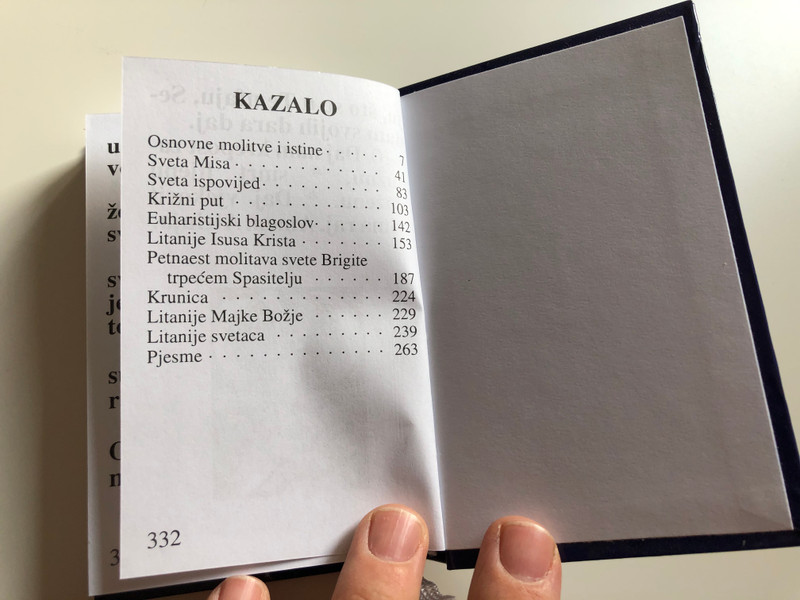 KAZALO
Osnovne molitve i istine · · · · · 7
Sveta Misa · · · · · · · · · · · 41
Sveta ispovijed · · · · · · · · · 83
Križni put · · · · · · · · · · · 103
Euharistijski blagoslov · · · · · 142
Litanije Isusa Krista · · · · · · 153
Petnaest molitava svete Brigite
trpećem Spasitelju · · · · · · 187
Krunica · · · · · · · · · · · · 224
Litanije Majke Božje · · · · · · 229
Litanije svetaca · · · · · · · · 239
Pjesme · · · · · · · · · · · · 263
332